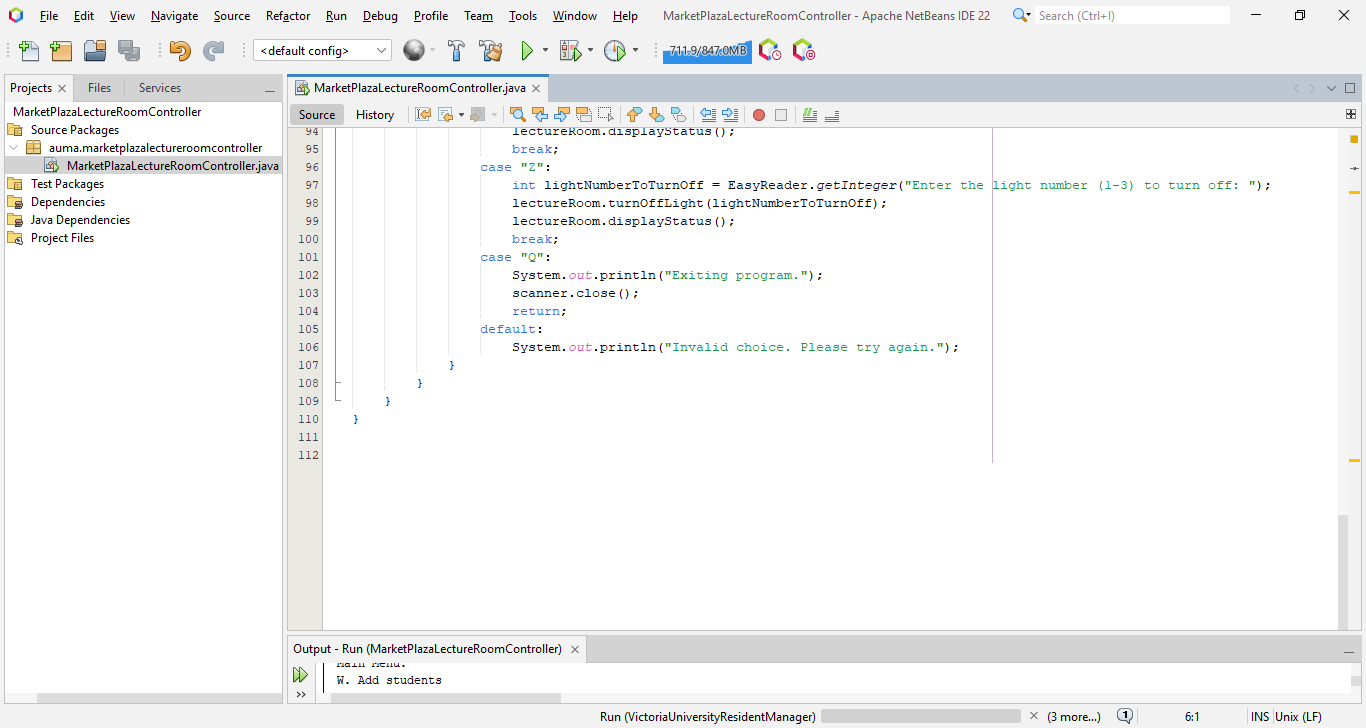 File Edit View Navigate Source Refactor Run Debug Profile Team Tools Window Help MarketPlazaLectureRoomController - Apache NetBeans IDE 22 Search (Ctrl+I)
<default config> 711.9/847.0MB
Projects Files Services
MarketPlazaLectureRoomController
Source Packages
auma.marketplazalectureroomcontroller
MarketPlazaLectureRoomController.java
Test Packages
Dependencies
Java Dependencies
Project Files
MarketPlazaLectureRoomController.java
Source History
94 lectureRoom.displayStatus();
95 break;
96 case "Z":
97 int lightNumberToTurnOff = EasyReader.getInteger("Enter the light number (1-3) to turn off: ");
98 lectureRoom.turnOffLight(lightNumberToTurnOff);
99 lectureRoom.displayStatus();
100 break;
101 case "Q":
102 System.out.println("Exiting program.");
103 scanner.close();
104 return;
105 default:
106 System.out.println("Invalid choice. Please try again.");
107 }
108 }
109 }
110 }
111
112
Output - Run (MarketPlazaLectureRoomController)
Main Menu:
W. Add students
Run (VictoriaUniversityResidentManager) (3 more...) 1 6:1 INS Unix (LF)